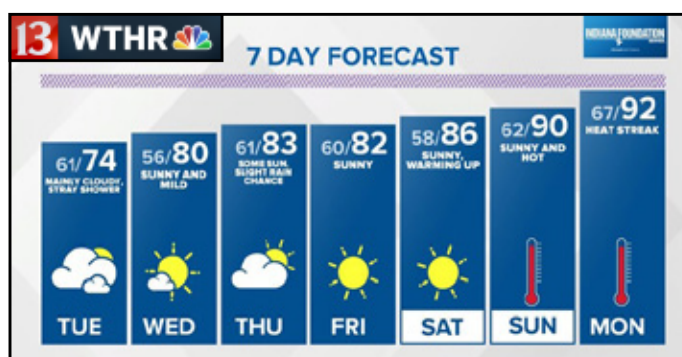 13 WTHR
7 DAY FORECAST
INDIANA FOUNDATION
61/74
MAINLY CLOUDY,
STRAY SHOWER
TUE
56/80
SUNNY AND
MILD
WED
61/83
SOME SUN,
SLIGHT RAIN
CHANCE
THU
60/82
SUNNY
FRI
58/86
SUNNY,
WARMING UP
SAT
62/90
SUNNY AND
HOT
SUN
67/92
HEAT STREAK
MON